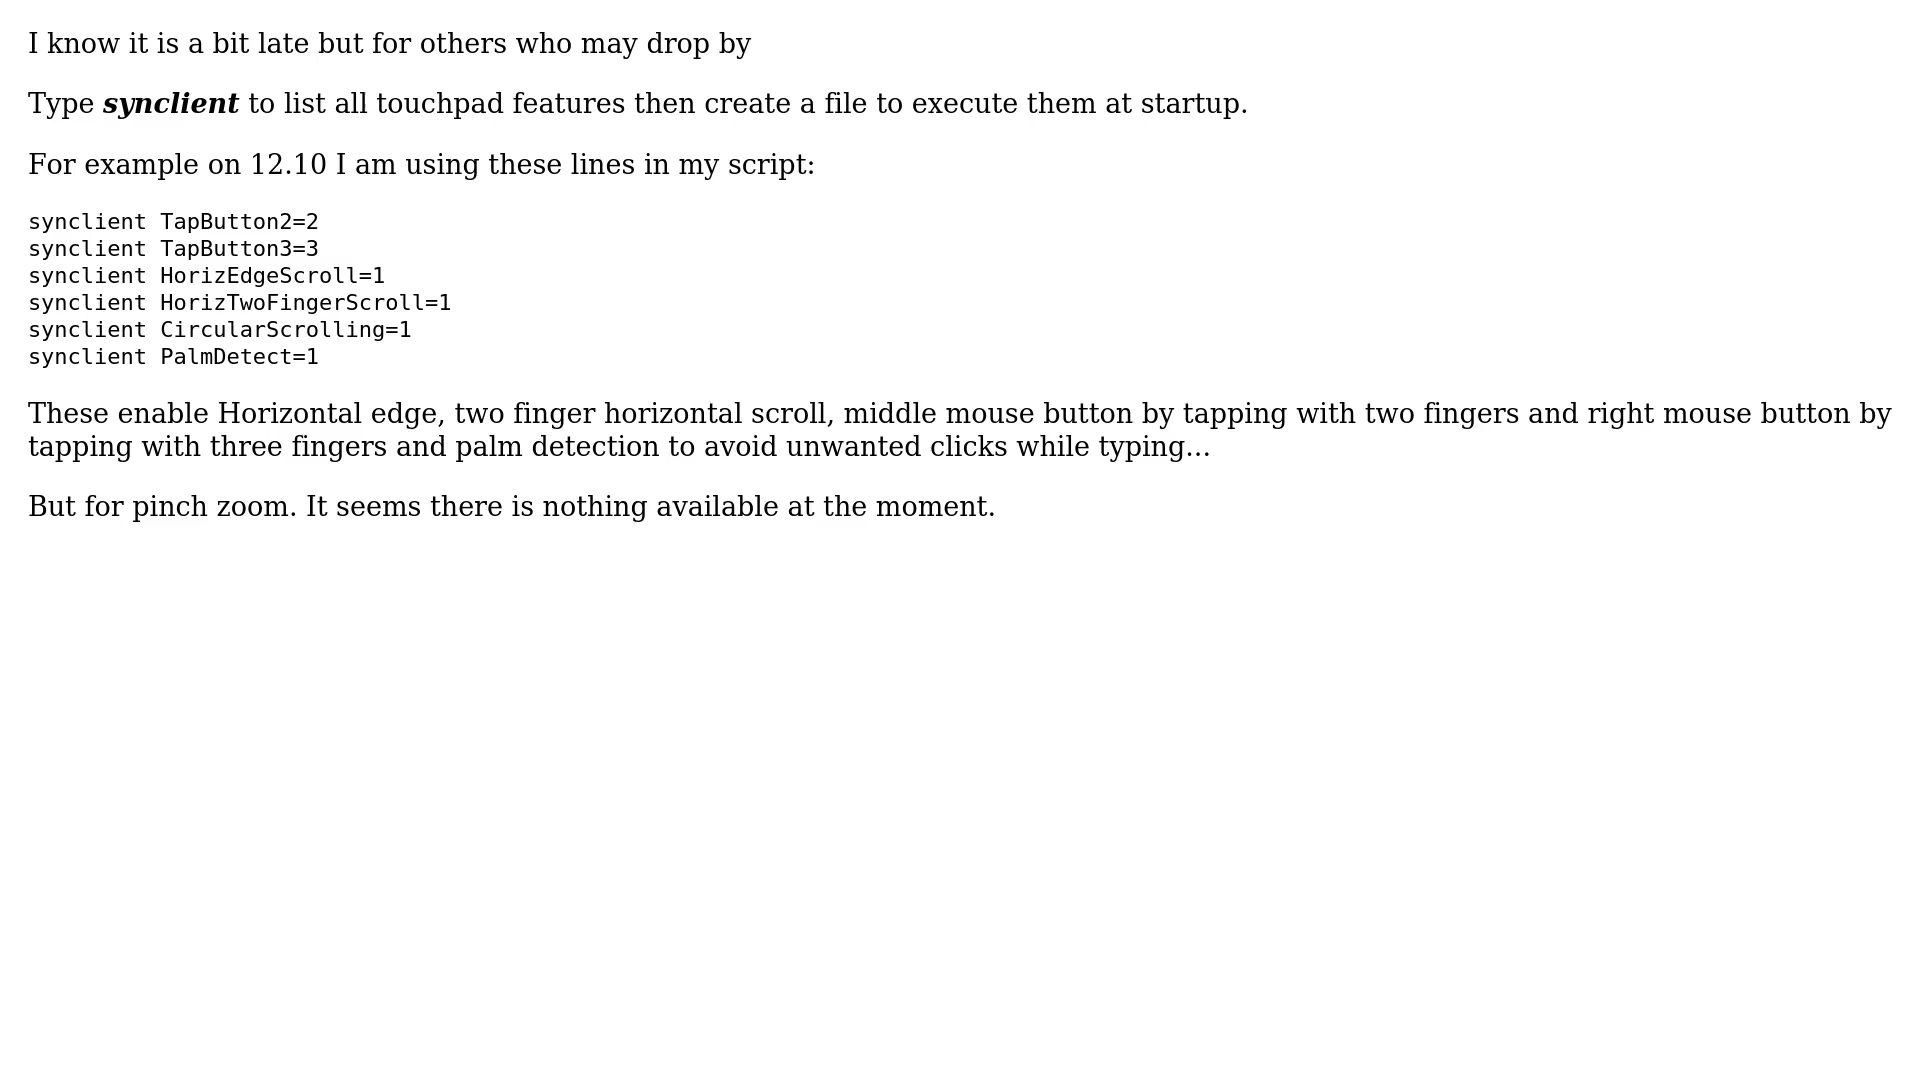 I know it is a bit late but for others who may drop by
Type synclient to list all touchpad features then create a file to execute them at startup.
For example on 12.10 I am using these lines in my script:
synclient TapButton2=2
synclient TapButton3=3
synclient HorizEdgeScroll=1
synclient HorizTwoFingerScroll=1
synclient CircularScrolling=1
synclient PalmDetect=1
These enable Horizontal edge, two finger horizontal scroll, middle mouse button by tapping with two fingers and right mouse button by
tapping with three fingers and palm detection to avoid unwanted clicks while typing...
But for pinch zoom. It seems there is nothing available at the moment.